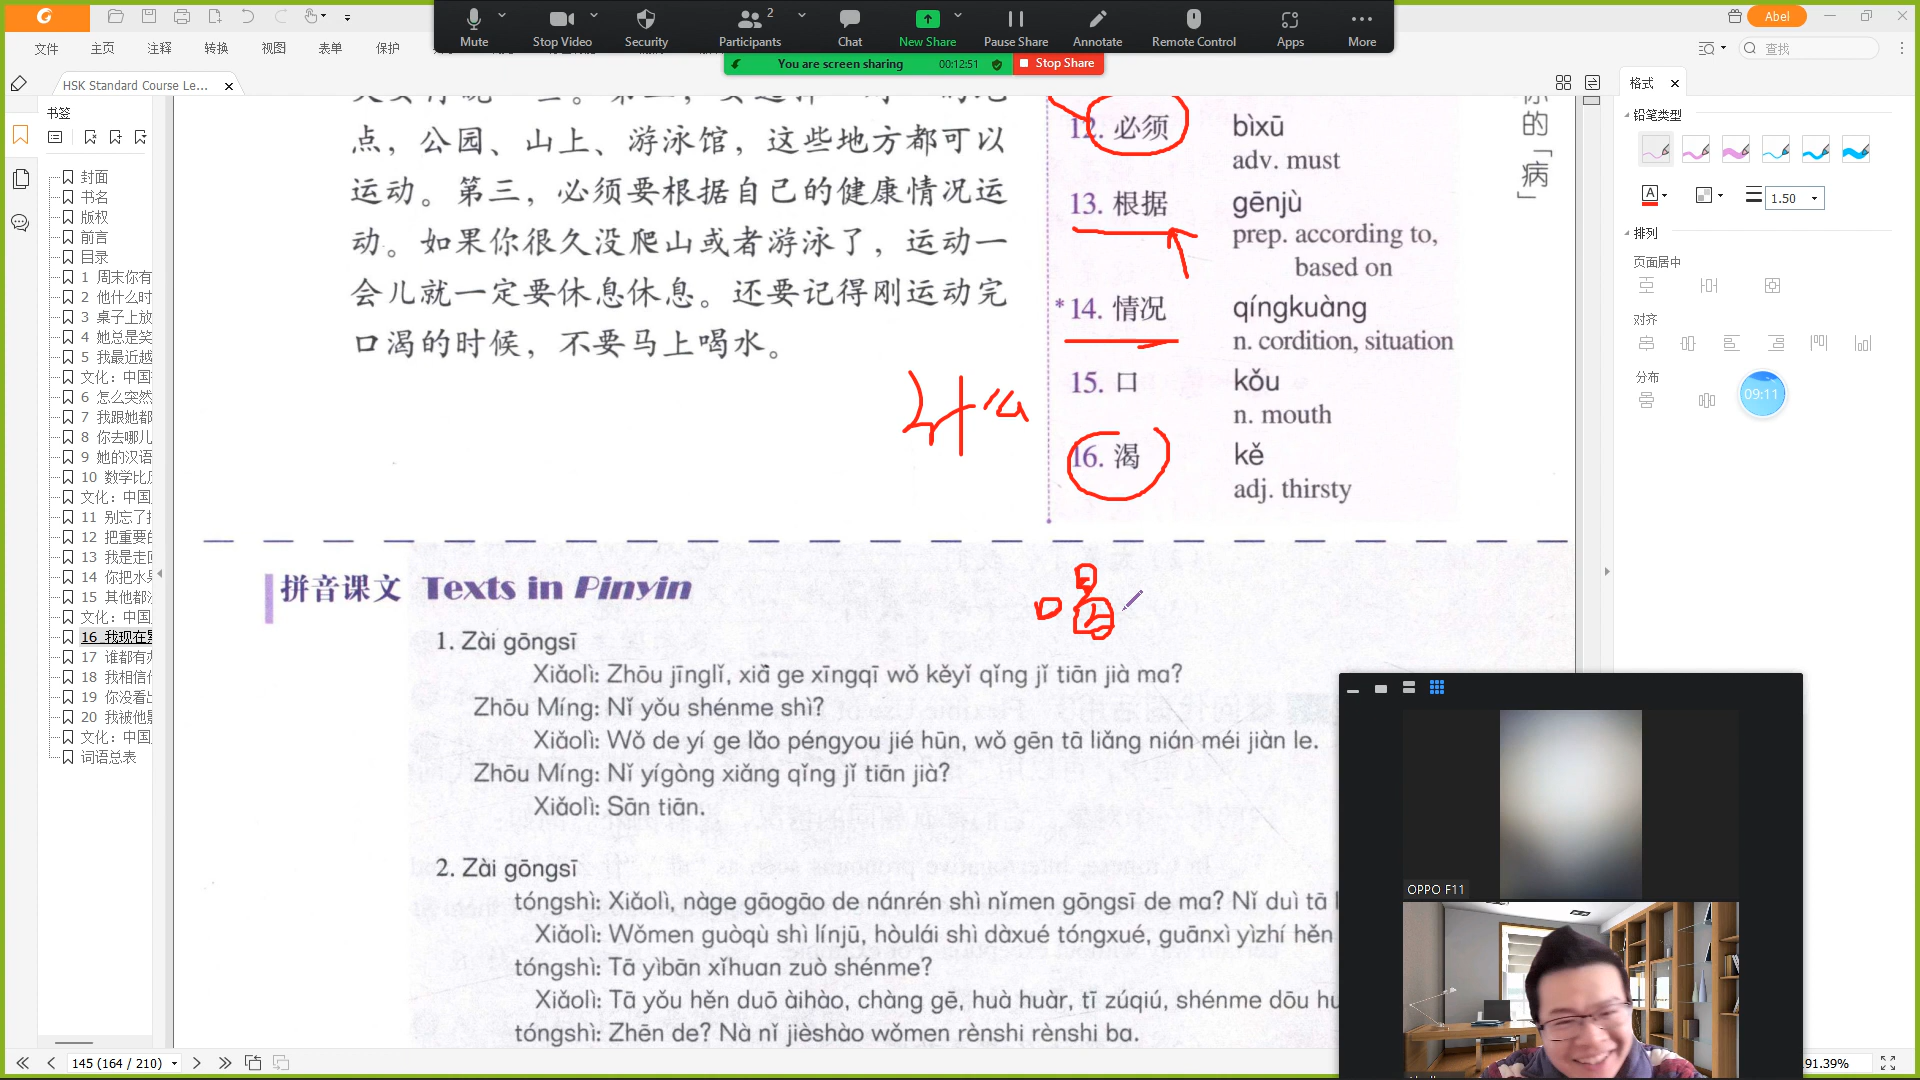 Abel
Mute
Stop Video
Security
Participants
2
Chat
New Share
Pause Share
Annotate
Remote Control
Apps
More
You are screen sharing
00:12:51
Stop Share
文件
主页
注释
转换
视图
表单
保护
查找
HSK Standard Course Le...
书签
封面
书名
版权
前言
目录
1 周末你有
2 他什么时
3 桌子上放
4 她总是笑
5 我最近越
文化：中国
6 怎么突然
7 我跟她都
8 你去哪儿
9 她的汉语
10 数学比
文化：中国
11 别忘了
12 把重要的
13 我是走
14 你把水
15 其他都
文化：中国
16 我现在
17 谁都有
18 我相信
19 你没看
20 我被他
文化：中国
词语总表
点，公园、山上、游泳馆，这些地方都可以
运动。第三，必须要根据自己的健康情况运
动。如果你很久没爬山或者游泳了，运动一
会儿就一定要休息休息。还要记得刚运动完
口渴的时候，不要马上喝水。
12. 必须 bìxū
adv. must
13. 根据 gēnjù
prep. according to,
based on
*14. 情况 qíngkuàng
n. cordition, situation
15. 口 kǒu
n. mouth
16. 渴 kě
adj. thirsty
的「病」
什么
喝
拼音课文 Texts in Pinyin
1. Zài gōngsī
Xiǎolì: Zhōu jīnglǐ, xià ge xīngqī wǒ kěyǐ qǐng jǐ tiān jià ma?
Zhōu Míng: Nǐ yǒu shénme shì?
Xiǎolì: Wǒ de yí ge lǎo péngyou jié hūn, wǒ gēn tā liǎng nián méi jiàn le.
Zhōu Míng: Nǐ yígòng xiǎng qǐng jǐ tiān jià?
Xiǎolì: Sān tiān.
2. Zài gōngsī
tóngshì: Xiǎolì, nàge gāogāo de nánrén shì nǐmen gōngsī de ma? Nǐ duì tā
Xiǎolì: Wǒmen guòqù shì línjū, hòulái shì dàxué tóngxué, guānxì yìzhí hěn
tóngshì: Tā yìbān xǐhuan zuò shénme?
Xiǎolì: Tā yǒu hěn duō àihào, chàng gē, huà huàr, tī zúqiú, shénme dōu hu
tóngshì: Zhēn de? Nà nǐ jièshào wǒmen rènshi rènshi ba.
格式
铅笔类型
1.50
排列
页面居中
对齐
分布
09:11
OPPO F11
145 (164 / 210)
91.39%